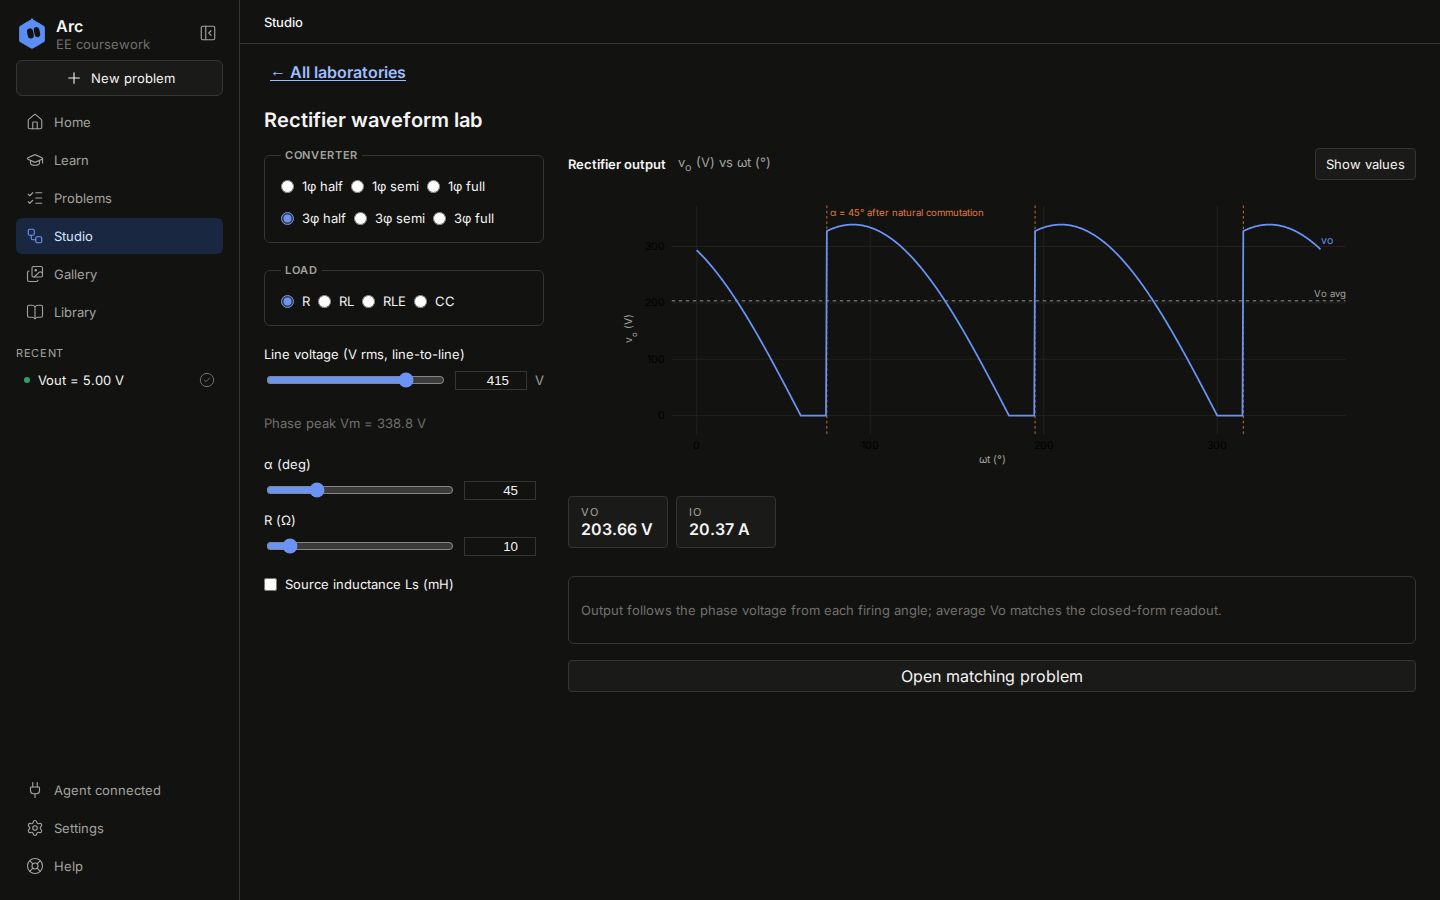 Arc
EE coursework
New problem
Home
Learn
Problems
Studio
Gallery
Library
RECENT
Vout = 5.00 V
Agent connected
Settings
Help
Studio
← All laboratories
Rectifier waveform lab
CONVERTER
1φ half 1φ semi 1φ full
3φ half 3φ semi 3φ full
LOAD
R RL RLE CC
Line voltage (V rms, line-to-line)
415 V
Phase peak Vm = 338.8 V
α (deg)
45
R (Ω)
10
Source inductance Ls (mH)
Rectifier output vo (V) vs ωt (°)
Show values
α = 45° after natural commutation
vo
Vo avg
300
200
100
0
vo (V)
0 100 200 300
ωt (°)
VO
203.66 V
IO
20.37 A
Output follows the phase voltage from each firing angle; average Vo matches the closed-form readout.
Open matching problem